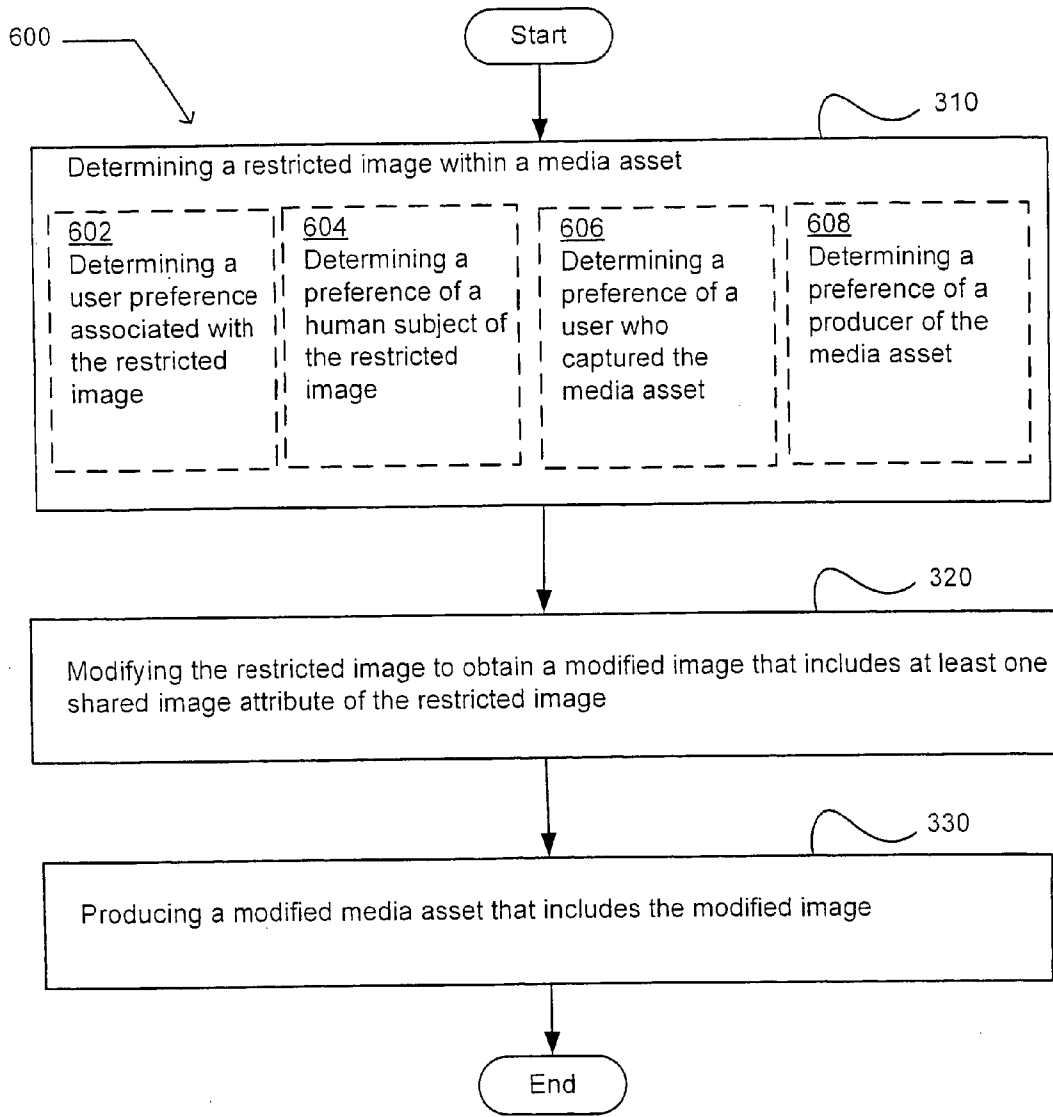 600
Start
310
Determining a restricted image within a media asset
602
Determining a
user preference
associated with
the restricted
image
604
Determining a
preference of a
human subject of
the restricted
image
606
Determining a
preference of a
user who
captured the
media asset
608
Determining a
preference of a
producer of the
media asset
320
Modifying the restricted image to obtain a modified image that includes at least one
shared image attribute of the restricted image
330
Producing a modified media asset that includes the modified image
End